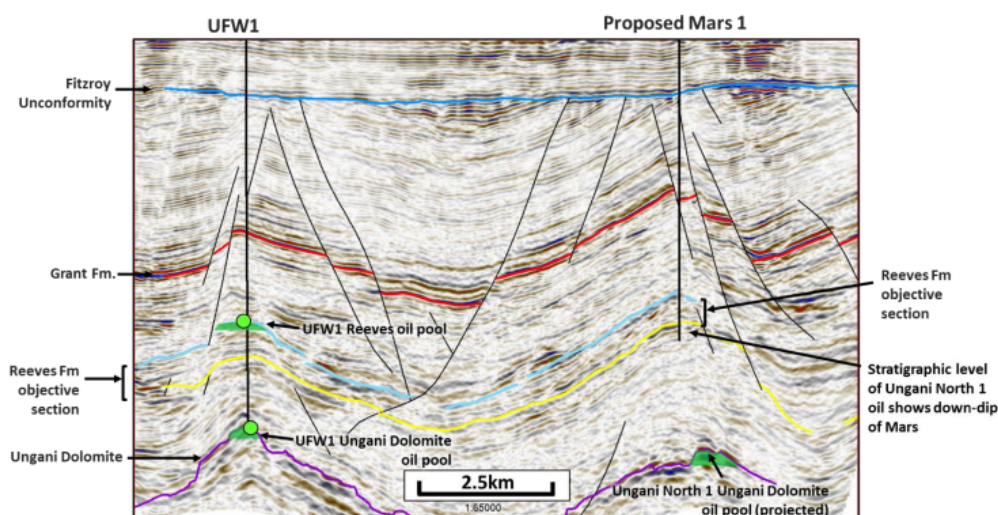 UFW1
Proposed Mars 1
Fitzroy
Unconformity
Grant Fm.
Reeves Fm
objective
section
UFW1 Reeves oil pool
Reeves Fm
objective
section
Stratigraphic level
of Ungani North 1
oil shows down-dip
of Mars
Ungani Dolomite
UFW1 Ungani Dolomite
oil pool
2.5km
1:65000
Ungani North 1 Ungani Dolomite
oil pool (projected)